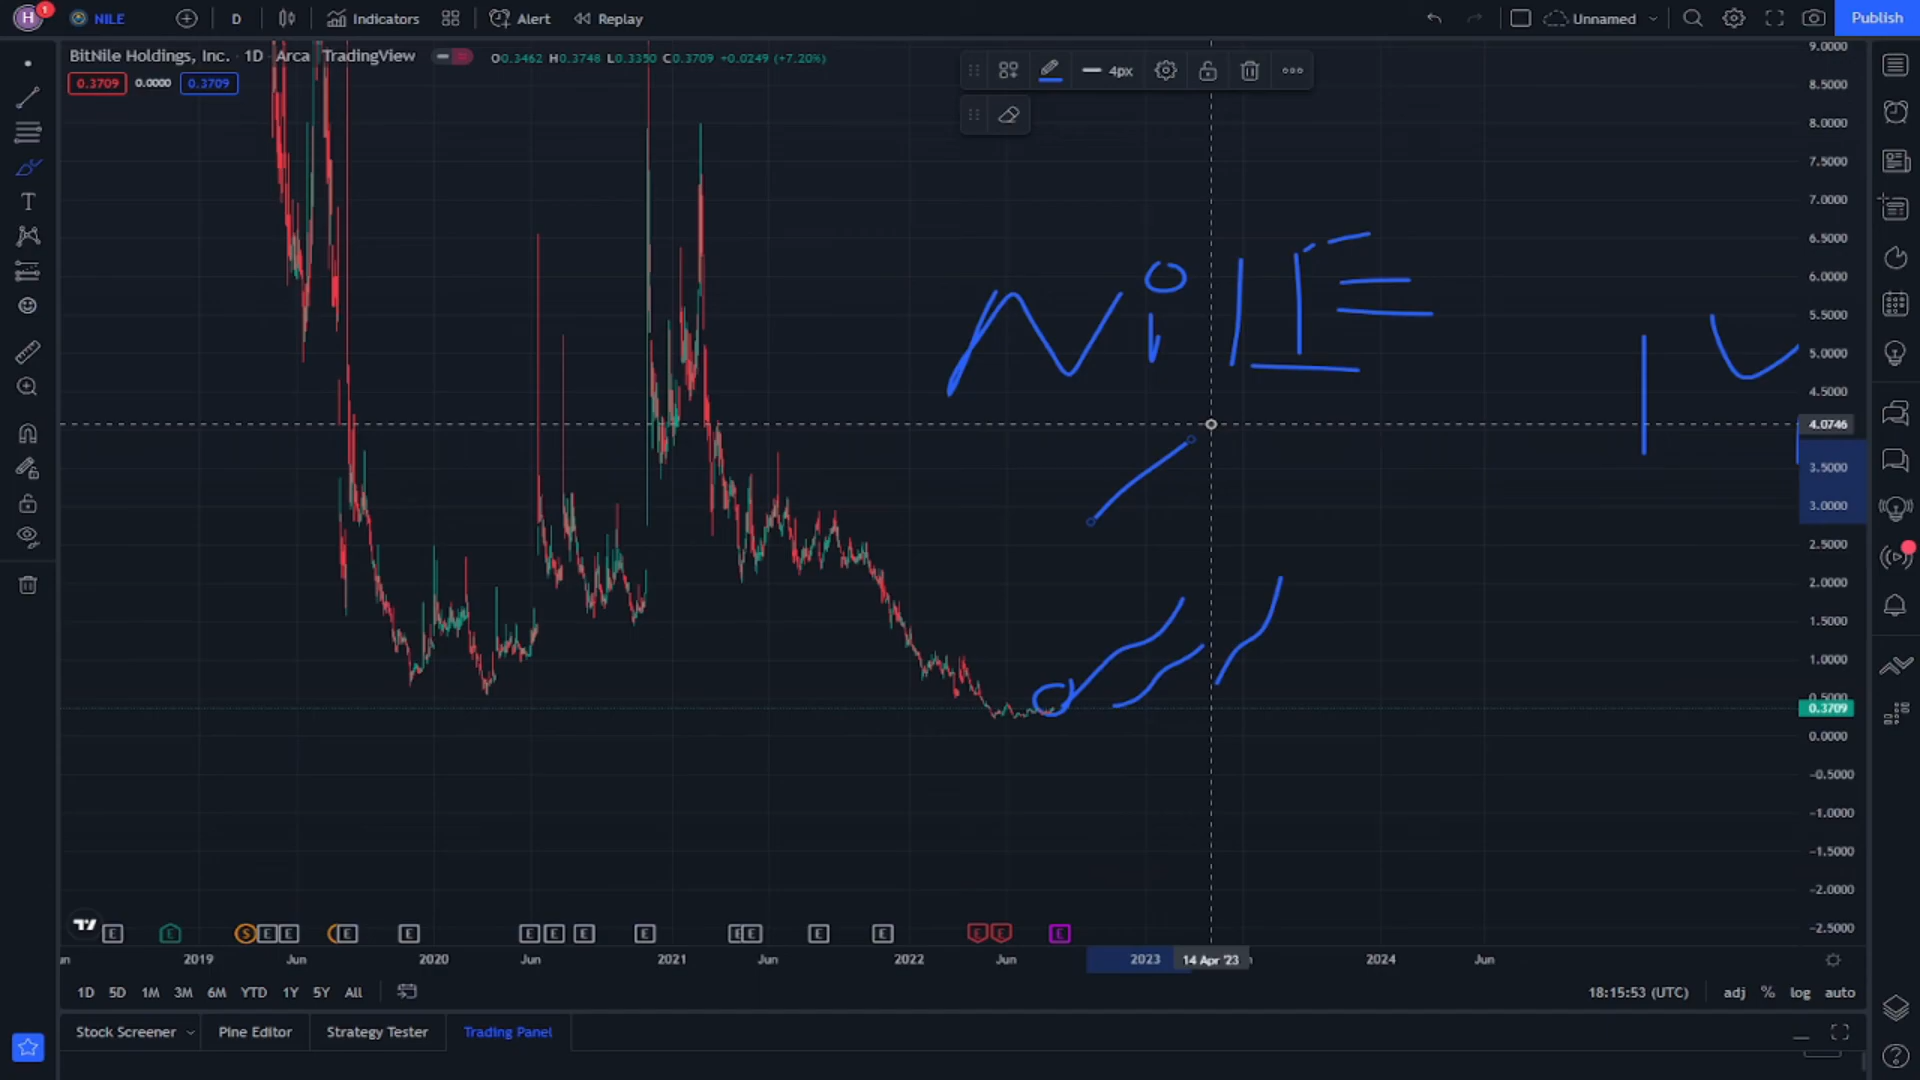 H 1 NILE D Indicators Alert Replay Unnamed Publish
BitNile Holdings, Inc. · 1D · Arca TradingView O0.3462 H0.3748 L0.3350 C0.3709 +0.0249 (+7.20%)
0.3709 0.0000 0.3709
4px
9.0000
8.5000
8.0000
7.5000
7.0000
6.5000
6.0000
5.5000
5.0000
4.5000
4.0746
3.5000
3.0000
2.5000
2.0000
1.5000
1.0000
0.5000
0.3709
0.0000
-0.5000
-1.0000
-1.5000
-2.0000
-2.5000
NilE
E E S E E E E E E E E E E E E E E E
2019 Jun 2020 Jun 2021 Jun 2022 Jun 2023 14 Apr '23 2024 Jun
1D 5D 1M 3M 6M YTD 1Y 5Y All 18:15:53 (UTC) adj % log auto
Stock Screener Pine Editor Strategy Tester Trading Panel